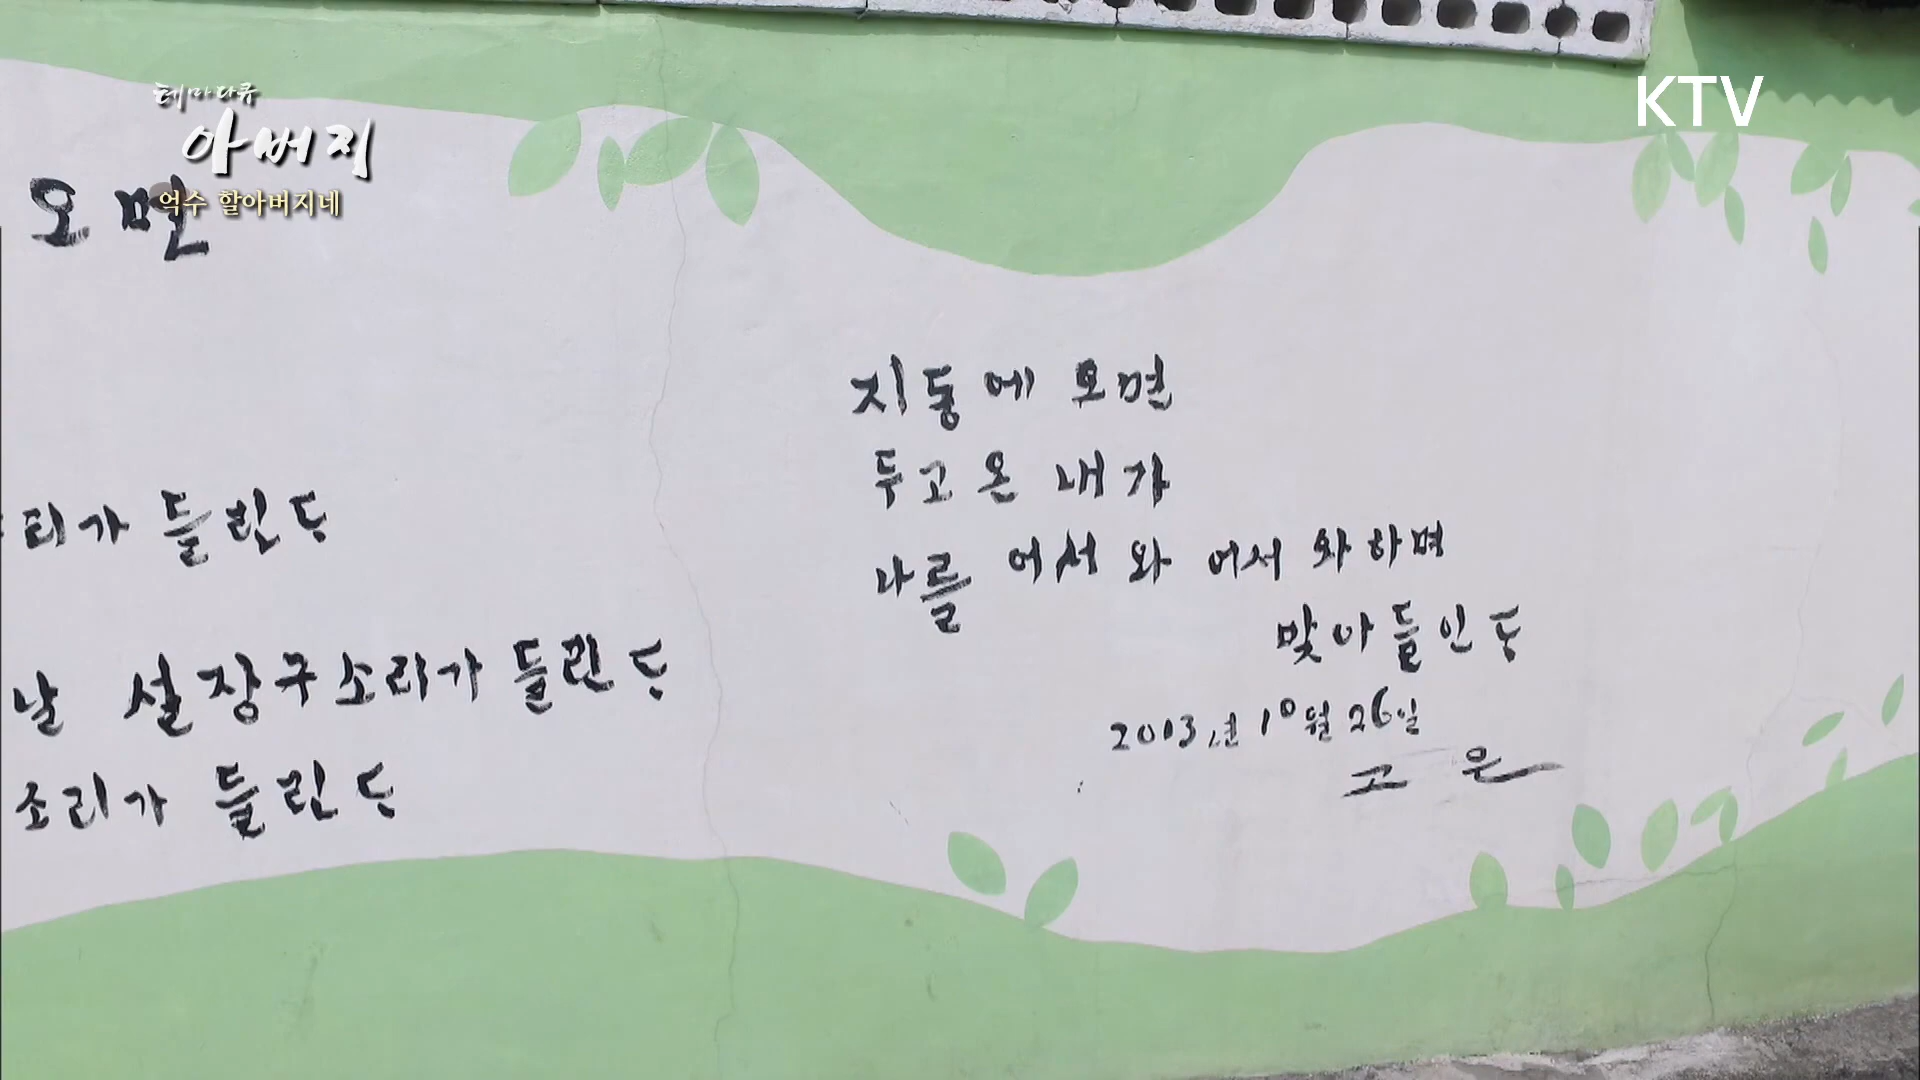 테마다큐
아버지
억수 할아버지네
KTV
오면
터가 들린다
날 설장구소리가 들린다
소리가 들린다
지동에 오면
두고 온 내가
나를 어서 와 어서 와 하며
맞아들인다
2013년 10월 26일
고은